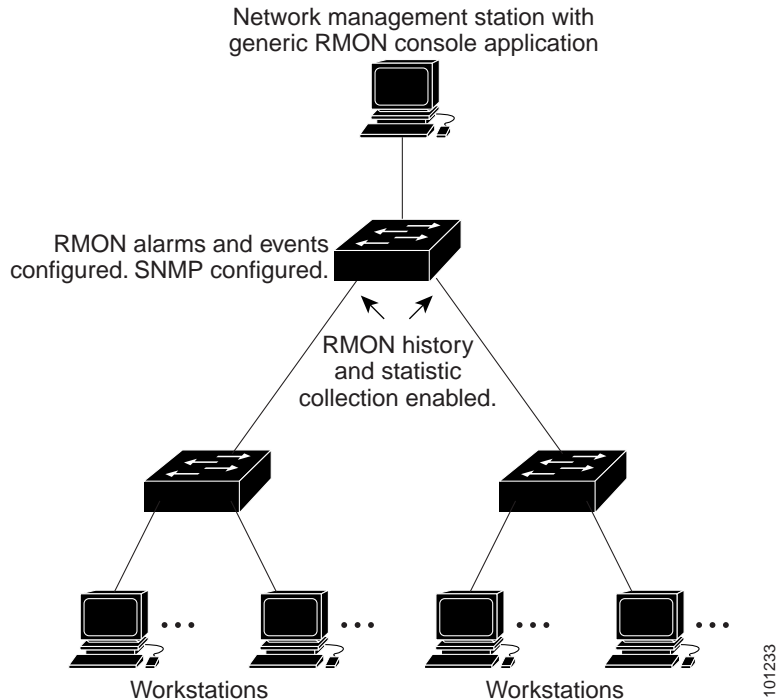 Network management station with
generic RMON console application
RMON alarms and events
configured. SNMP configured.
RMON history
and statistic
collection enabled.
Workstations
Workstations
101233